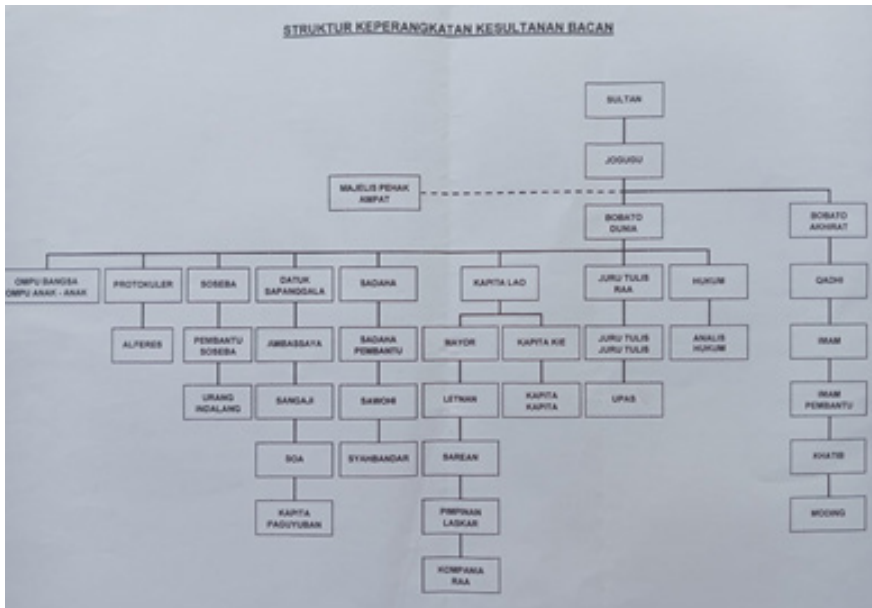 STRUKTUR KEPERANGKATAN KESULTANAN BACAN
SULTAN
JOGUGU
MAJELIS PEHAK
AMPAT
BOBATO
DUNIA
BOBATO
AKHIRAT
OMPU BANGSA
OMPU ANAK - ANAK
PROTOKULER
SOSEBA
DATUK
SAPANGGALA
SADAHA
KAPITA LAO
JURU TULIS
RAA
HUKUM
QADHI
ALFERES
PEMBANTU
SOSEBA
AMBASSAYA
SADAHA
PEMBANTU
MAYOR
KAPITA KIE
JURU TULIS
JURU TULIS
ANALIS
HUKUM
IMAM
URANG
INDALANG
SANGAJI
SAWOHI
LETNAN
KAPITA
KAPITA
UPAS
IMAM
PEMBANTU
SOA
SYAHBANDAR
SAREAN
KHATIB
KAPITA
PAGUYUBAN
PIMPINAN
LASKAR
MODING
KOMPANIA
RAA